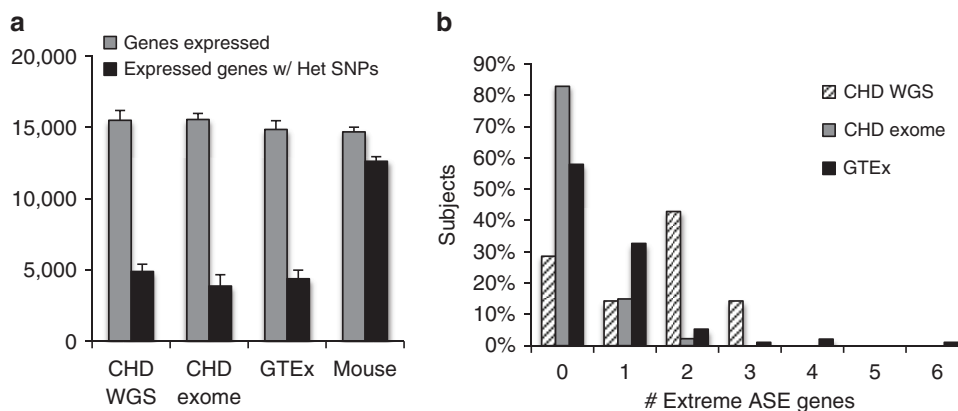 a
Genes expressed
Expressed genes w/ Het SNPs
20,000
15,000
10,000
5,000
0
CHD WGS
CHD exome
GTEx
Mouse
b
90%
80%
70%
60%
50%
40%
30%
20%
10%
0%
Subjects
CHD WGS
CHD exome
GTEx
0 1 2 3 4 5 6
# Extreme ASE genes